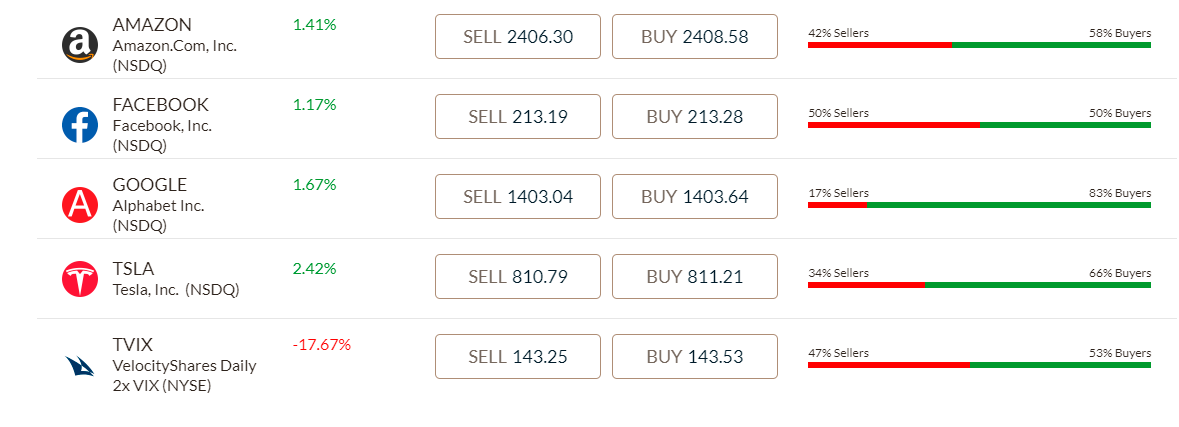 AMAZON
Amazon.Com, Inc.
(NSDQ)
1.41%
SELL 2406.30
BUY 2408.58
42% Sellers
58% Buyers
FACEBOOK
Facebook, Inc.
(NSDQ)
1.17%
SELL 213.19
BUY 213.28
50% Sellers
50% Buyers
GOOGLE
Alphabet Inc.
(NSDQ)
1.67%
SELL 1403.04
BUY 1403.64
17% Sellers
83% Buyers
TSLA
Tesla, Inc. (NSDQ)
2.42%
SELL 810.79
BUY 811.21
34% Sellers
66% Buyers
TVIX
VelocityShares Daily
2x VIX (NYSE)
-17.67%
SELL 143.25
BUY 143.53
47% Sellers
53% Buyers